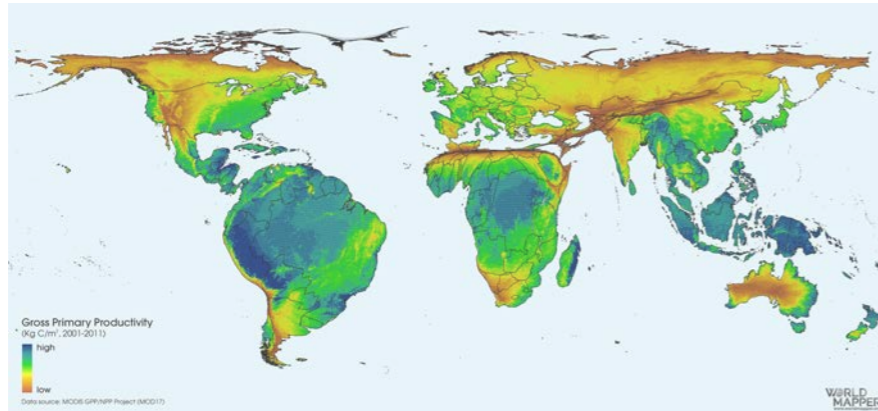 Gross Primary Productivity
(Kg C/m², 2001-2011)
high
low
Data source: MODIS GPP/NPP Project (MOD17)
WORLD
MAPPER